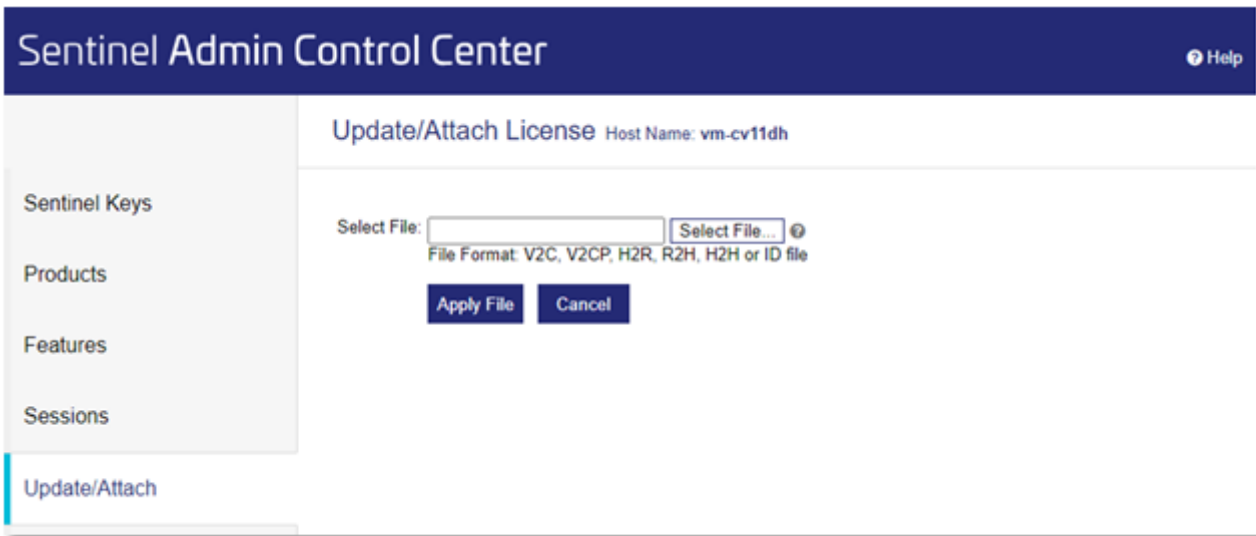 Sentinel Admin Control Center
Help
Update/Attach License Host Name: vm-cv11dh
Sentinel Keys
Products
Features
Sessions
Update/Attach
Select File: Select File...
File Format: V2C, V2CP, H2R, R2H, H2H or ID file
Apply File Cancel